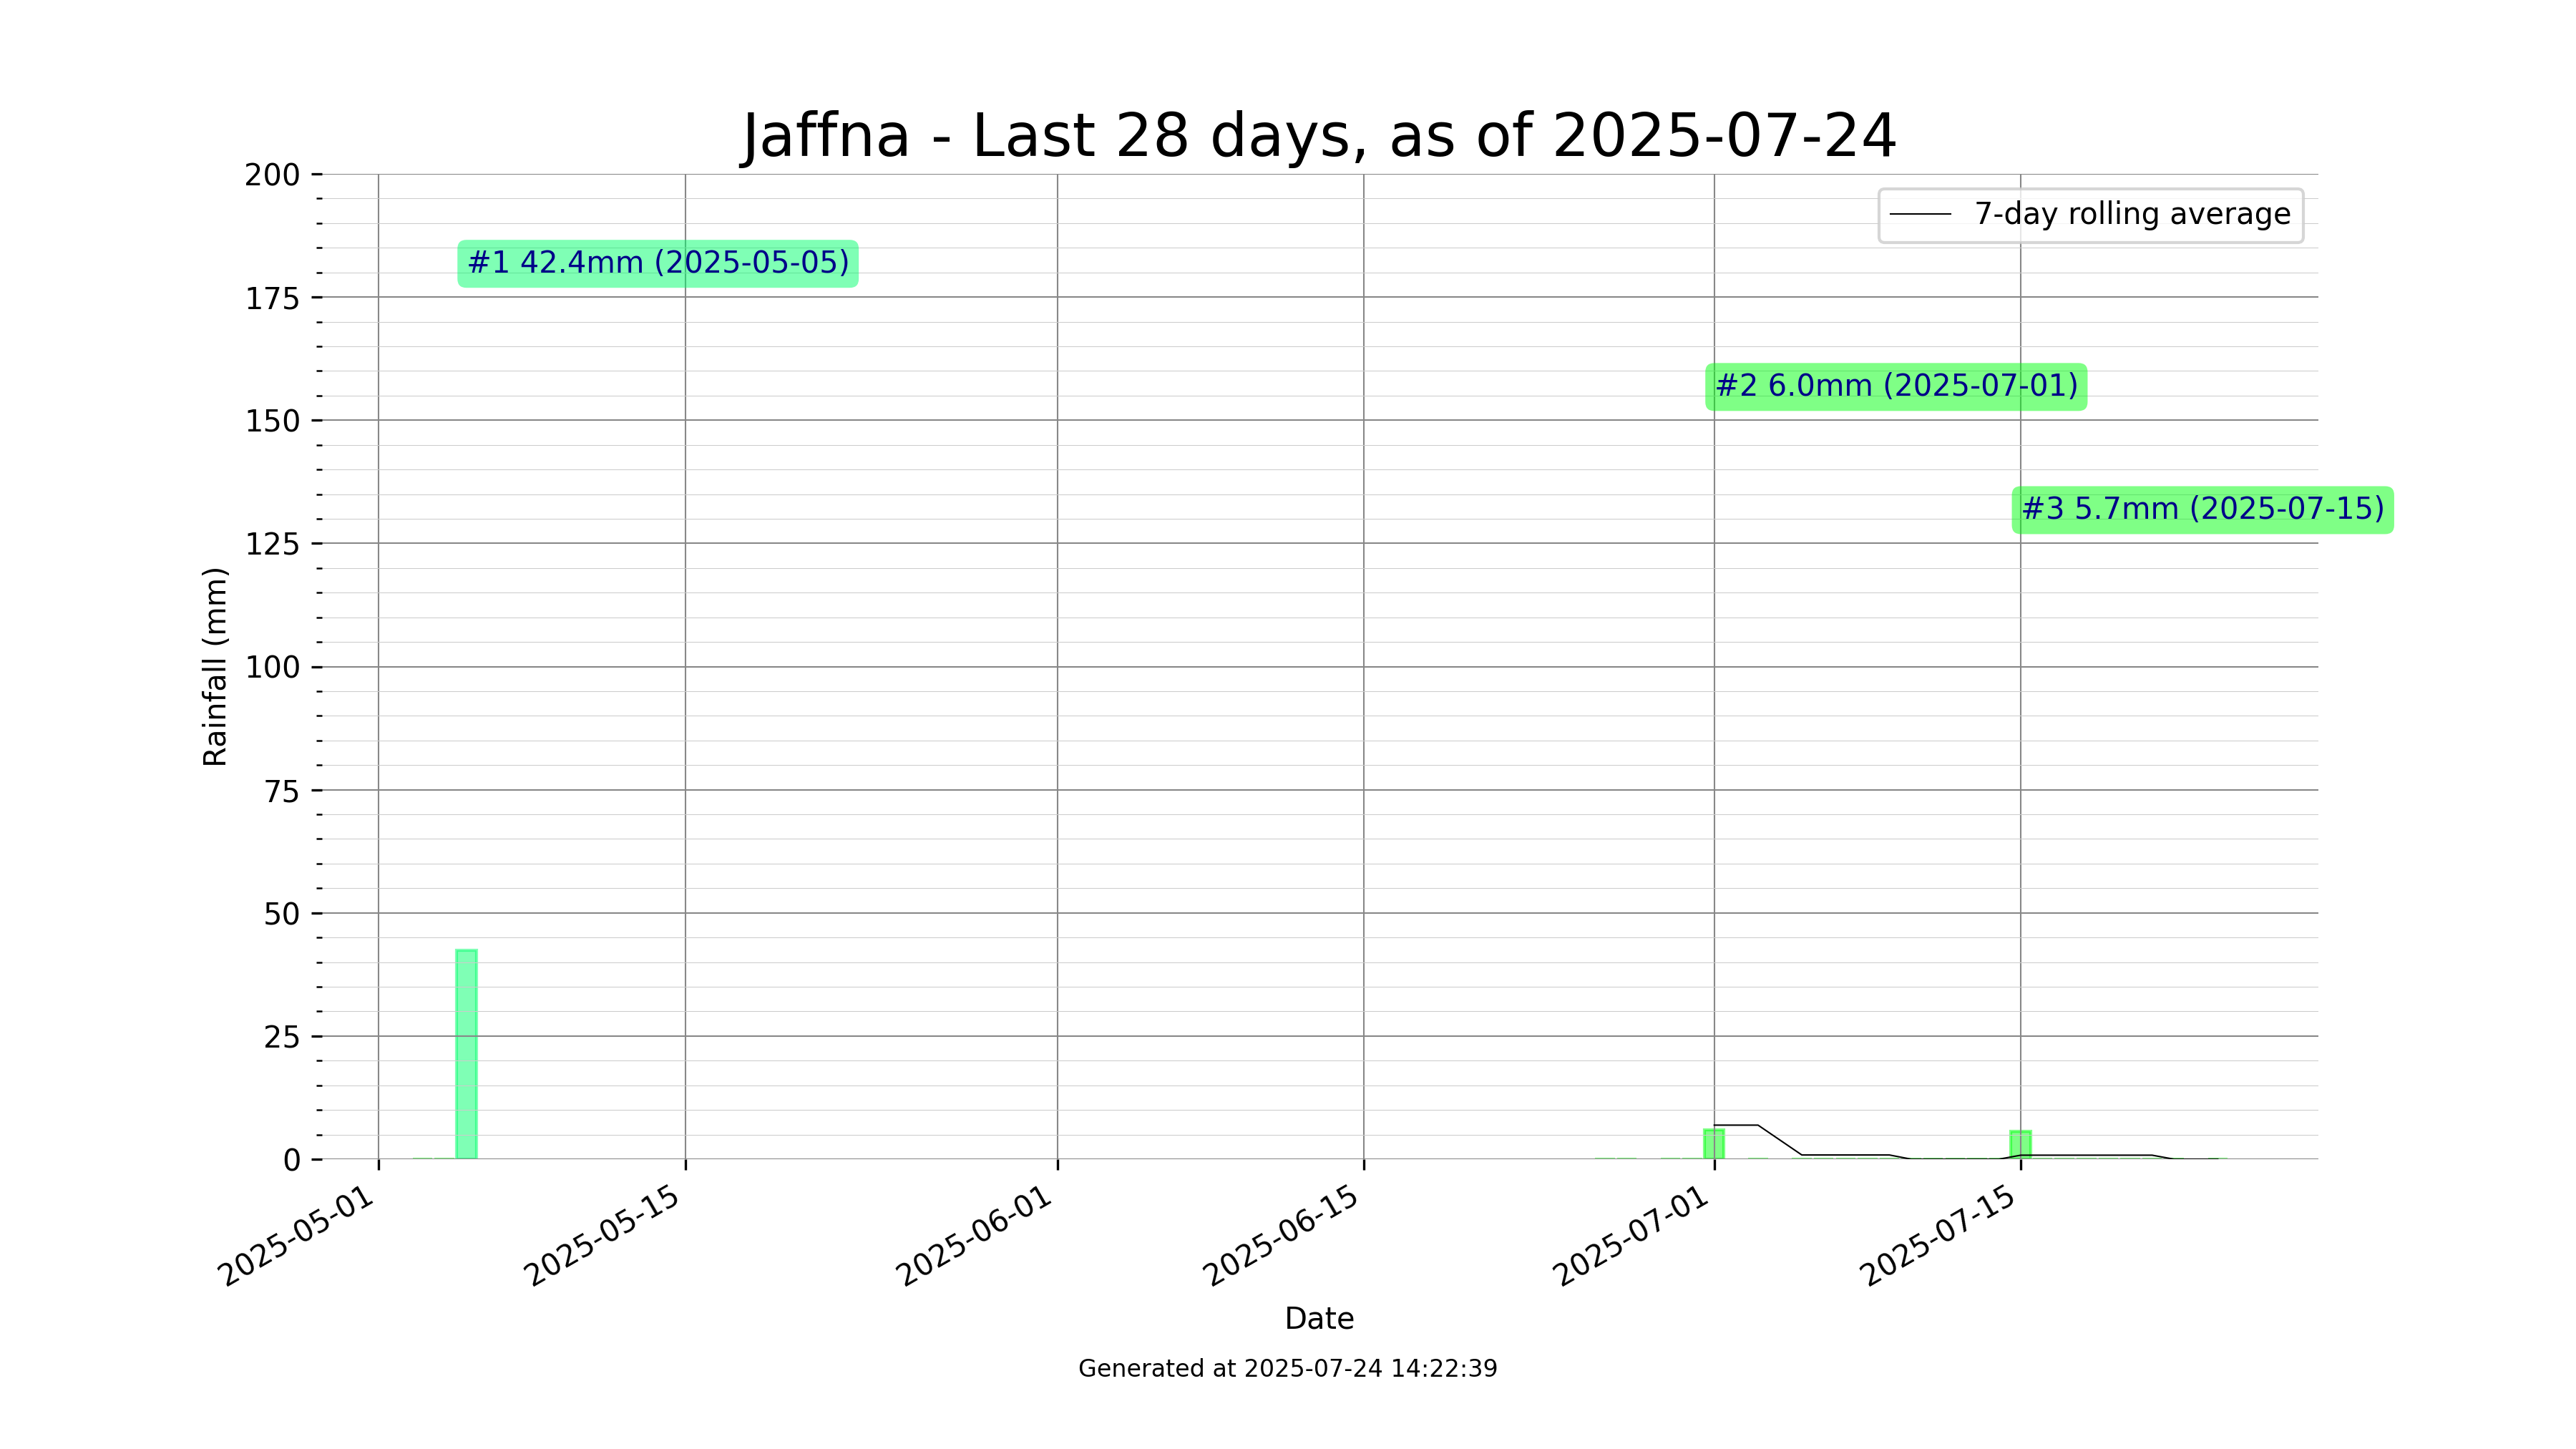 Jaffna - Last 28 days, as of 2025-07-24
200
175
150
125
100
75
50
25
0
Rainfall (mm)
7-day rolling average
#1 42.4mm (2025-05-05)
#2 6.0mm (2025-07-01)
#3 5.7mm (2025-07-15)
2025-05-01
2025-05-15
2025-06-01
2025-06-15
2025-07-01
2025-07-15
Date
Generated at 2025-07-24 14:22:39